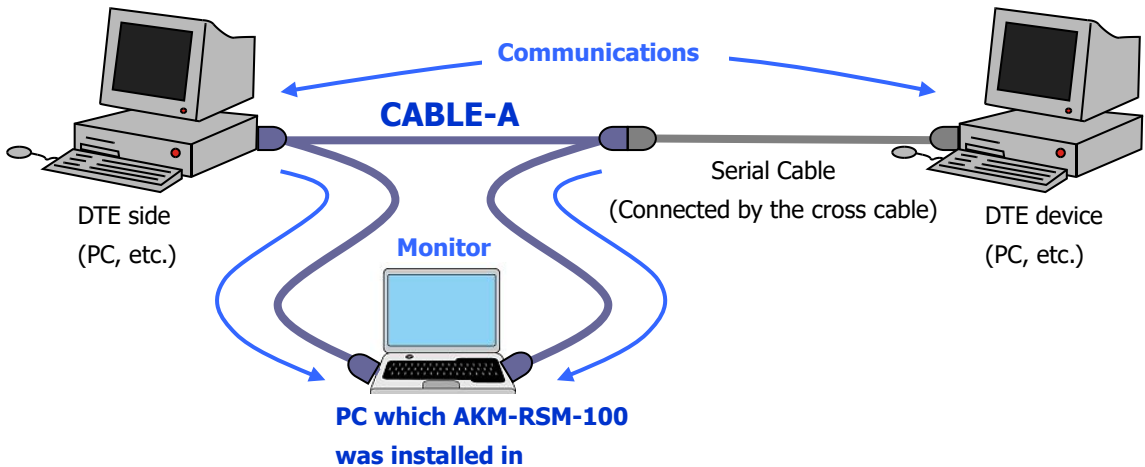 Communications
CABLE-A
Serial Cable
(Connected by the cross cable)
DTE side
(PC, etc.)
DTE device
(PC, etc.)
Monitor
PC which AKM-RSM-100
was installed in